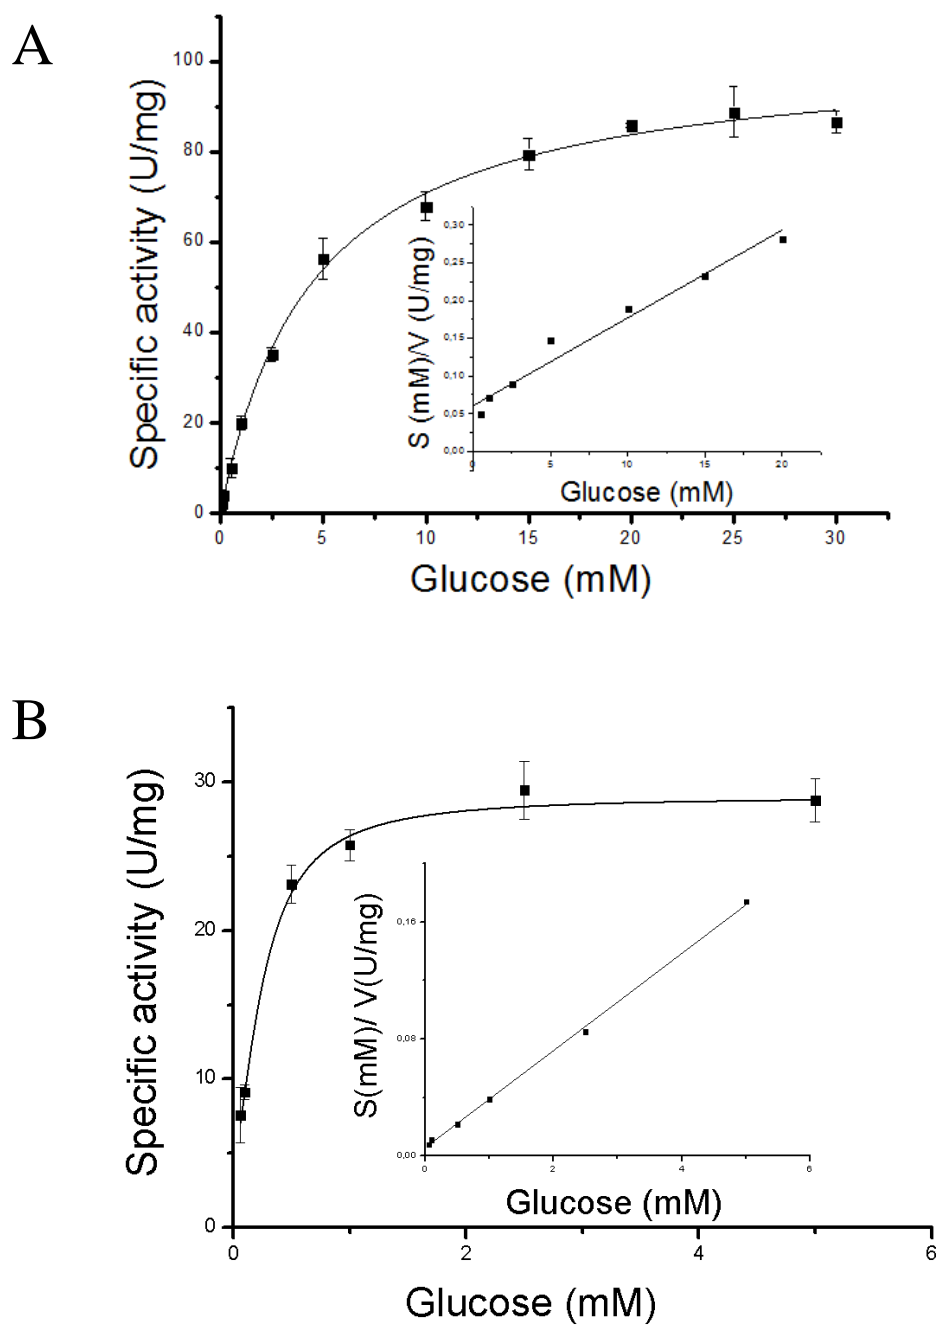 A
Specific activity (U/mg)
100
80
60
40
20
0
0 5 10 15 20 25 30
Glucose (mM)
S (mM)/V (U/mg)
0,30
0,25
0,20
0,15
0,10
0,05
0,00
0 5 10 15 20
Glucose (mM)
B
Specific activity (U/mg)
30
20
10
0
0 2 4 6
Glucose (mM)
S(mM)/ V(U/mg)
0,16
0,08
0,00
0 2 4 6
Glucose (mM)